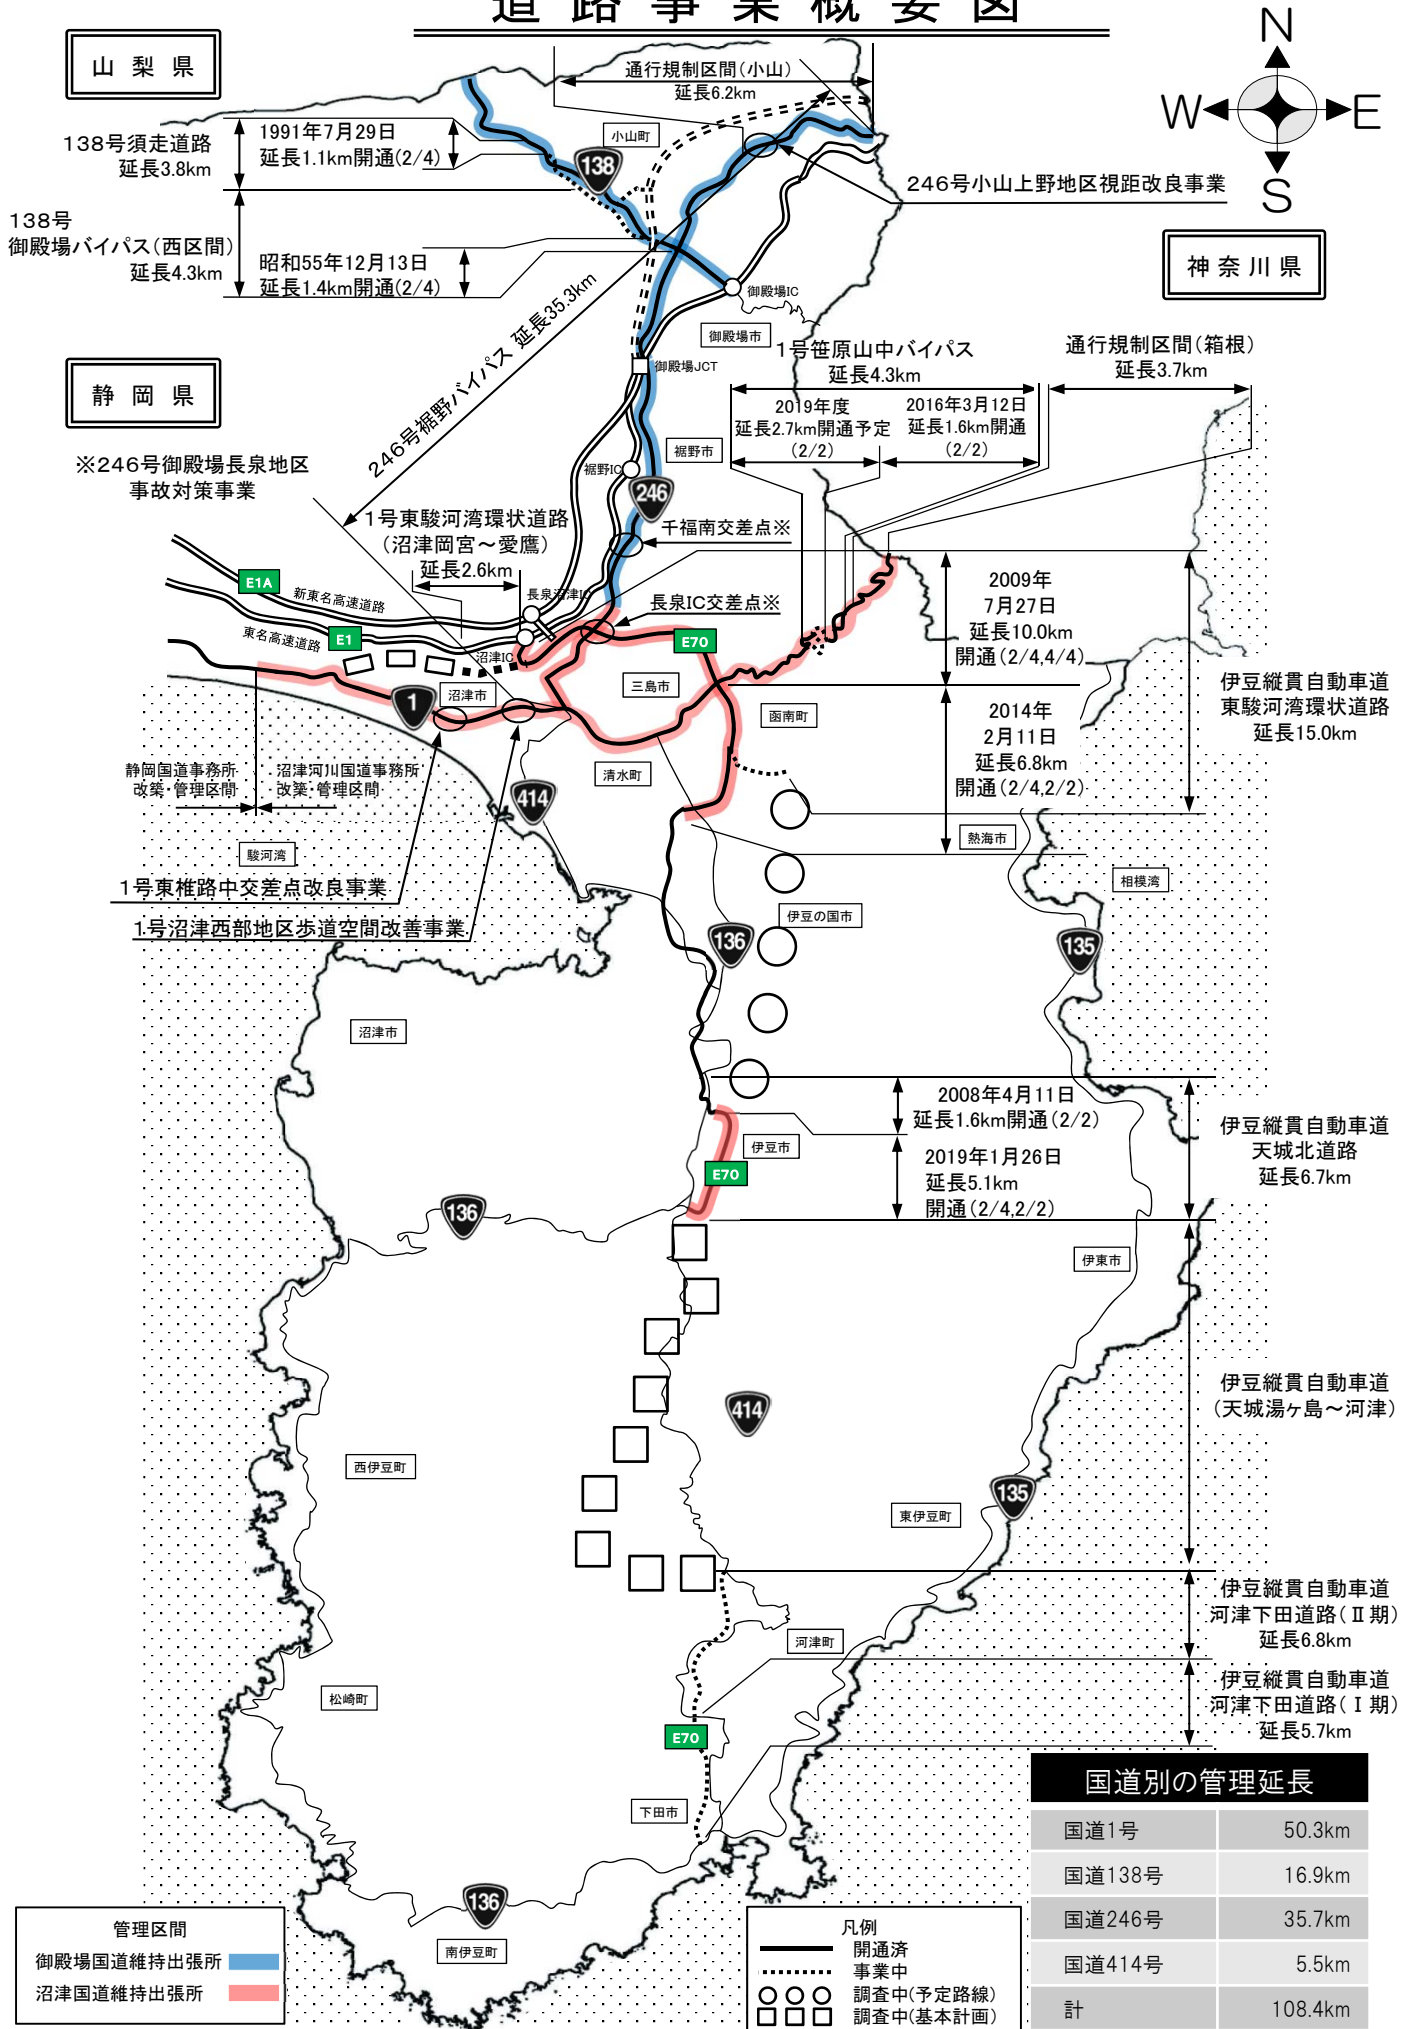 道路事業概要図
山梨県
N
W
E
S
通行規制区間(小山)
延長6.2km
138号須走道路
延長3.8km
1991年7月29日
延長1.1km開通(2/4)
小山町
138
246号小山上野地区視距改良事業
138号
御殿場バイパス(西区間)
延長4.3km
昭和55年12月13日
延長1.4km開通(2/4)
神奈川県
御殿場IC
246号裾野バイパス 延長35.3km
御殿場市
御殿場JCT
静岡県
1号笹原山中バイパス
延長4.3km
通行規制区間(箱根)
延長3.7km
2019年度
延長2.7km開通予定
(2/2)
2016年3月12日
延長1.6km開通
(2/2)
※246号御殿場長泉地区
事故対策事業
裾野市
裾野IC
246
1号東駿河湾環状道路
(沼津岡宮～愛鷹)
延長2.6km
千福南交差点※
E1A
新東名高速道路
長泉沼津IC
長泉IC交差点※
E1
東名高速道路
沼津IC
E70
2009年
7月27日
延長10.0km
開通(2/4,4/4)
伊豆縦貫自動車道
東駿河湾環状道路
延長15.0km
沼津市
1
三島市
函南町
2014年
2月11日
延長6.8km
開通(2/4,2/2)
静岡国道事務所
改築・管理区間
沼津河川国道事務所
改築・管理区間
清水町
414
駿河湾
熱海市
相模湾
1号東椎路中交差点改良事業
1号沼津西部地区歩道空間改善事業
伊豆の国市
136
135
沼津市
2008年4月11日
延長1.6km開通(2/2)
伊豆市
E70
2019年1月26日
延長5.1km
開通(2/4,2/2)
伊豆縦貫自動車道
天城北道路
延長6.7km
136
伊東市
伊豆縦貫自動車道
(天城湯ヶ島～河津)
414
西伊豆町
135
東伊豆町
伊豆縦貫自動車道
河津下田道路(Ⅱ期)
延長6.8km
河津町
伊豆縦貫自動車道
河津下田道路(Ⅰ期)
延長5.7km
松崎町
E70
下田市
136
南伊豆町
国道別の管理延長
国道1号 50.3km
国道138号 16.9km
国道246号 35.7km
国道414号 5.5km
計 108.4km
管理区間
御殿場国道維持出張所
沼津国道維持出張所
凡例
開通済
事業中
調査中(予定路線)
調査中(基本計画)